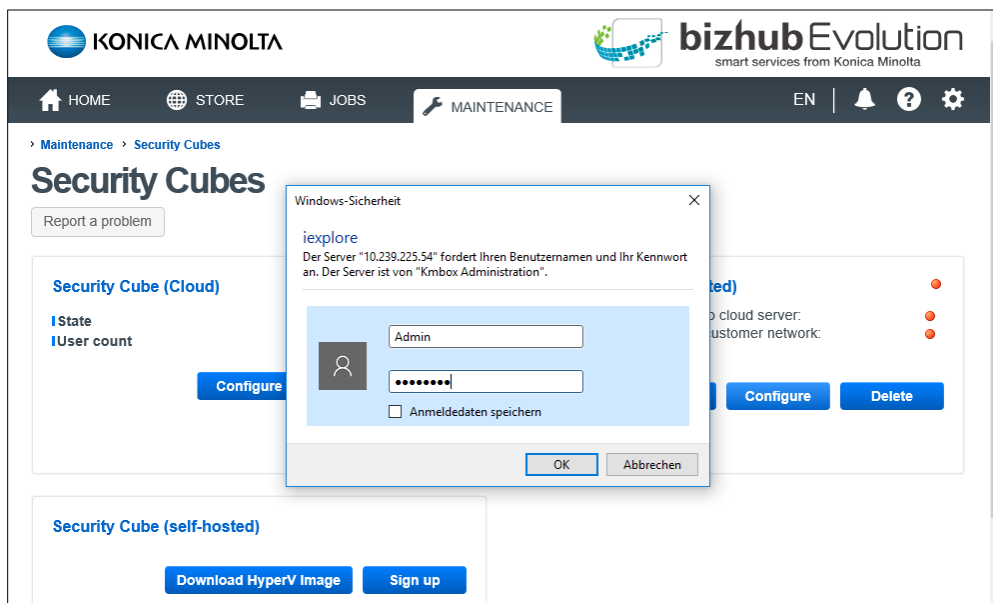 KONICA MINOLTA
bizhub Evolution
smart services from Konica Minolta
HOME
STORE
JOBS
MAINTENANCE
EN
Maintenance
Security Cubes
Security Cubes
Report a problem
Windows-Sicherheit
iexplore
Der Server "10.239.225.54" fordert Ihren Benutzernamen und Ihr Kennwort
an. Der Server ist von "Kmbox Administration".
Admin
Anmeldedaten speichern
OK
Abbrechen
Security Cube (Cloud)
State
User count
Configure
ted)
cloud server:
customer network:
Configure
Delete
Security Cube (self-hosted)
Download HyperV Image
Sign up